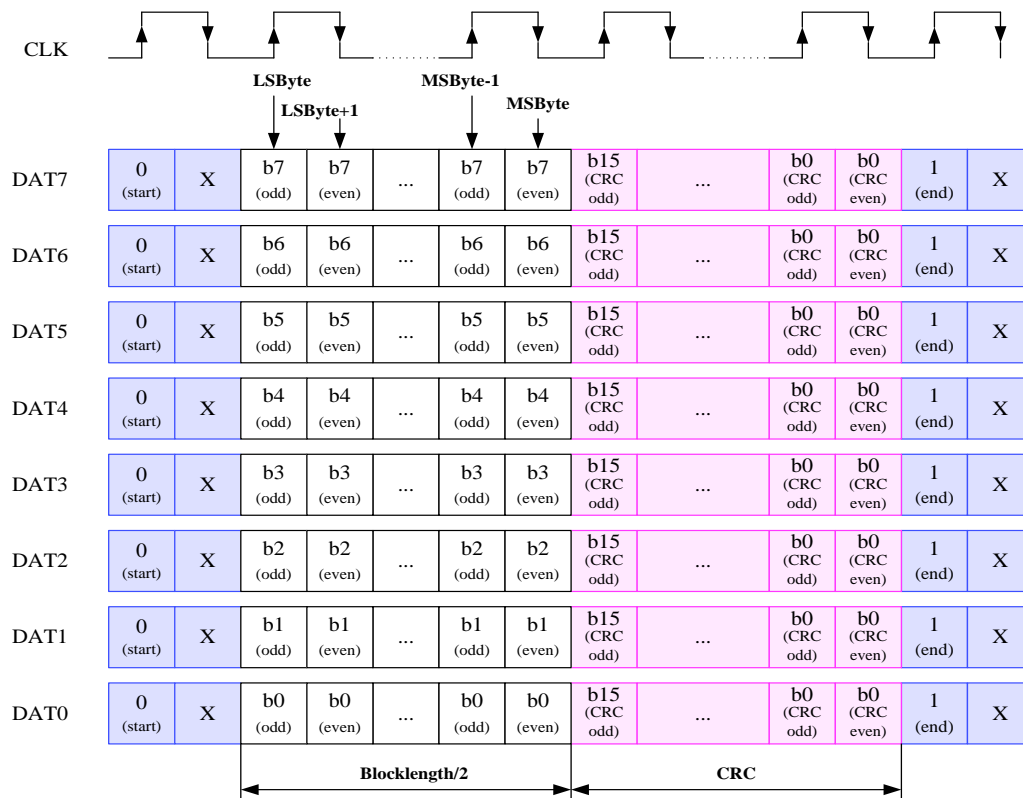 CLK
LSByte MSByte-1
LSByte+1 MSByte
DAT7 0 (start) X b7 (odd) b7 (even) ... b7 (odd) b7 (even) b15 (CRC odd) ... b0 (CRC odd) b0 (CRC even) 1 (end) X
DAT6 0 (start) X b6 (odd) b6 (even) ... b6 (odd) b6 (even) b15 (CRC odd) ... b0 (CRC odd) b0 (CRC even) 1 (end) X
DAT5 0 (start) X b5 (odd) b5 (even) ... b5 (odd) b5 (even) b15 (CRC odd) ... b0 (CRC odd) b0 (CRC even) 1 (end) X
DAT4 0 (start) X b4 (odd) b4 (even) ... b4 (odd) b4 (even) b15 (CRC odd) ... b0 (CRC odd) b0 (CRC even) 1 (end) X
DAT3 0 (start) X b3 (odd) b3 (even) ... b3 (odd) b3 (even) b15 (CRC odd) ... b0 (CRC odd) b0 (CRC even) 1 (end) X
DAT2 0 (start) X b2 (odd) b2 (even) ... b2 (odd) b2 (even) b15 (CRC odd) ... b0 (CRC odd) b0 (CRC even) 1 (end) X
DAT1 0 (start) X b1 (odd) b1 (even) ... b1 (odd) b1 (even) b15 (CRC odd) ... b0 (CRC odd) b0 (CRC even) 1 (end) X
DAT0 0 (start) X b0 (odd) b0 (even) ... b0 (odd) b0 (even) b15 (CRC odd) ... b0 (CRC odd) b0 (CRC even) 1 (end) X
Blocklength/2 CRC